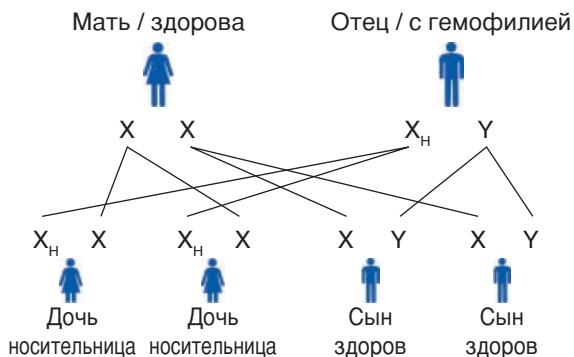 Мать / здорова Отец / с гемофилией
X X Xн Y
Xн X Xн X X Y X Y
Дочь Дочь Сын Сын
носительница носительница здоров здоров